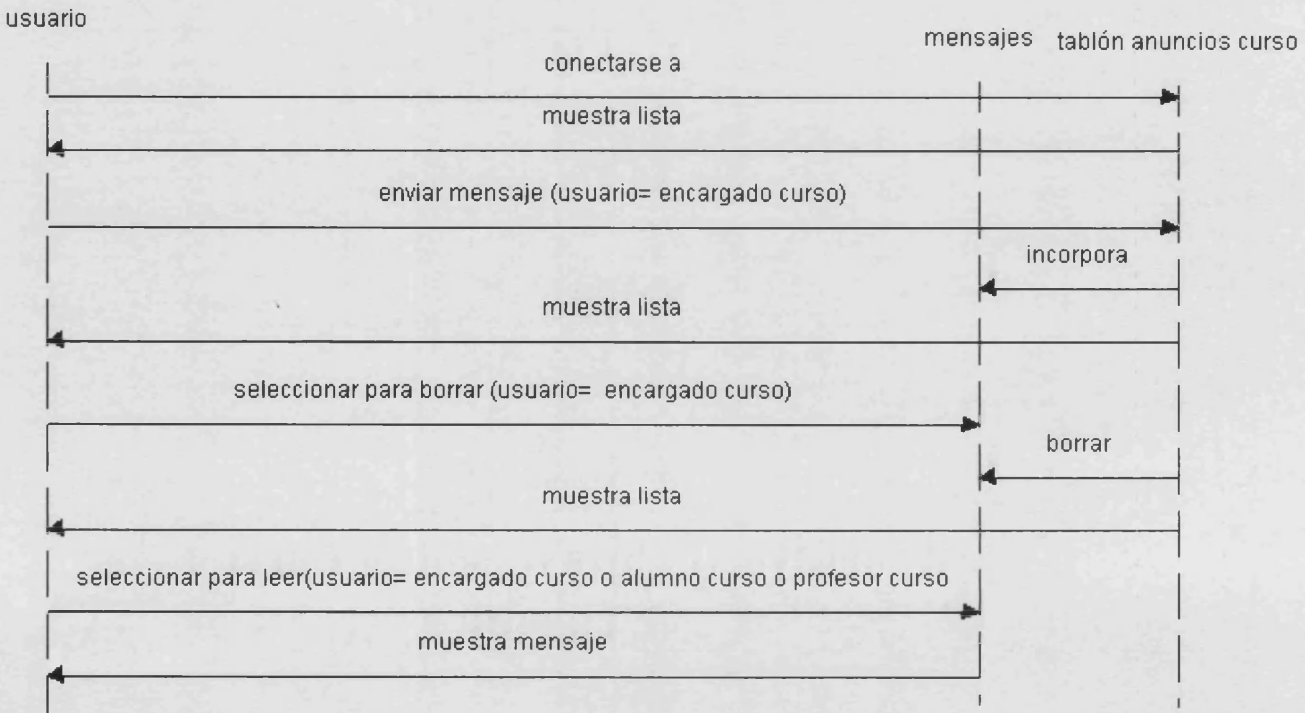 usuario
mensajes
tablón anuncios curso
conectarse a
muestra lista
enviar mensaje (usuario= encargado curso)
incorpora
muestra lista
seleccionar para borrar (usuario= encargado curso)
borrar
muestra lista
seleccionar para leer(usuario= encargado curso o alumno curso o profesor curso
muestra mensaje